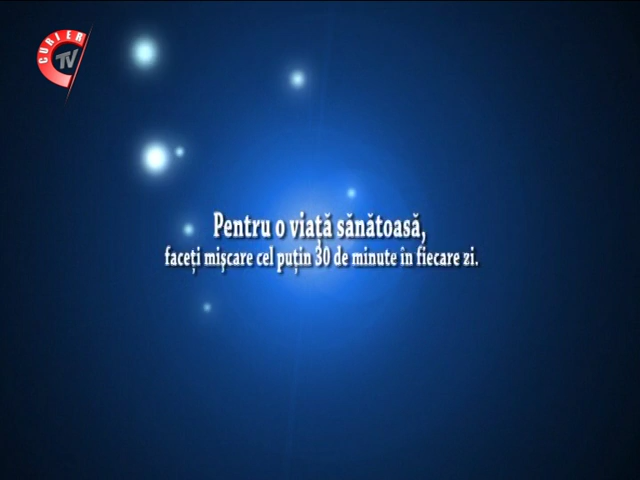 CURIER
TV
Pentru o viață sănătoasă,
faceți mișcare cel puțin 30 de minute în fiecare zi.